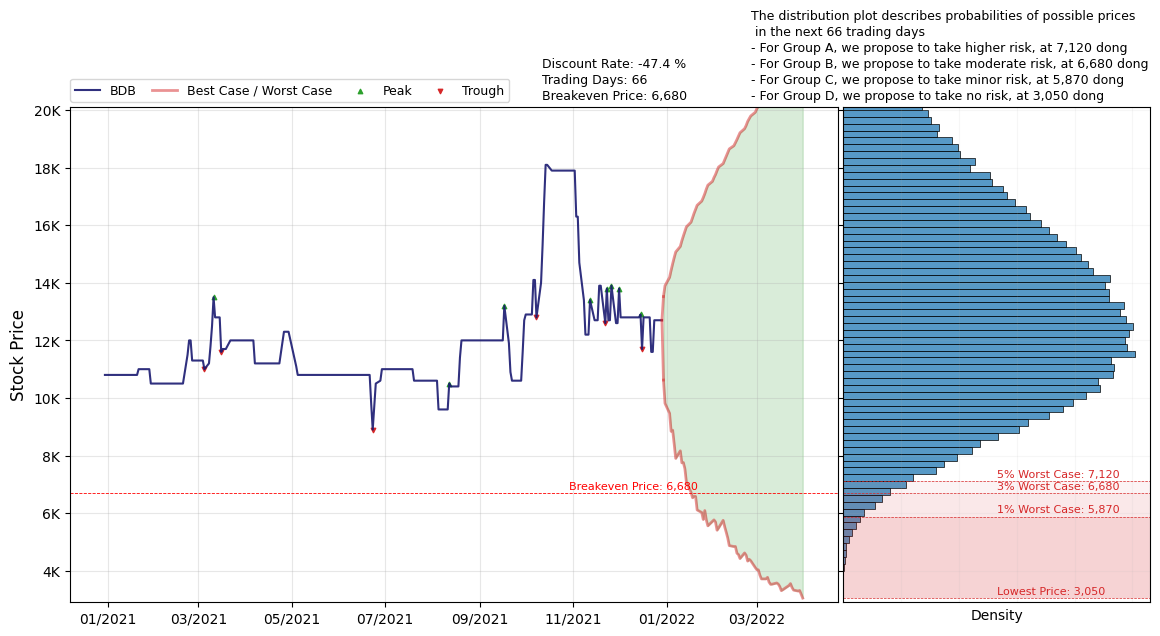 The distribution plot describes probabilities of possible prices
in the next 66 trading days
- For Group A, we propose to take higher risk, at 7,120 dong
- For Group B, we propose to take moderate risk, at 6,680 dong
- For Group C, we propose to take minor risk, at 5,870 dong
- For Group D, we propose to take no risk, at 3,050 dong
Discount Rate: -47.4 %
Trading Days: 66
Breakeven Price: 6,680
BDB Best Case / Worst Case Peak Trough
Stock Price
20K
18K
16K
14K
12K
10K
8K
6K
4K
Breakeven Price: 6,680
5% Worst Case: 7,120
3% Worst Case: 6,680
1% Worst Case: 5,870
Lowest Price: 3,050
01/2021 03/2021 05/2021 07/2021 09/2021 11/2021 01/2022 03/2022
Density